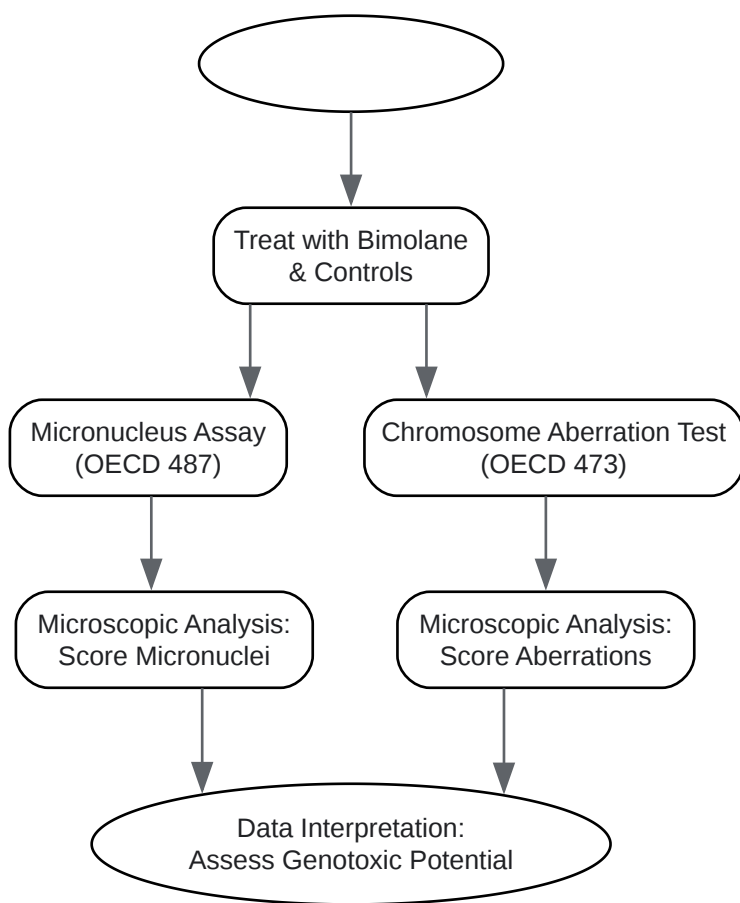 Treat with Bimolane
& Controls
Micronucleus Assay
(OECD 487)
Chromosome Aberration Test
(OECD 473)
Microscopic Analysis:
Score Micronuclei
Microscopic Analysis:
Score Aberrations
Data Interpretation:
Assess Genotoxic Potential